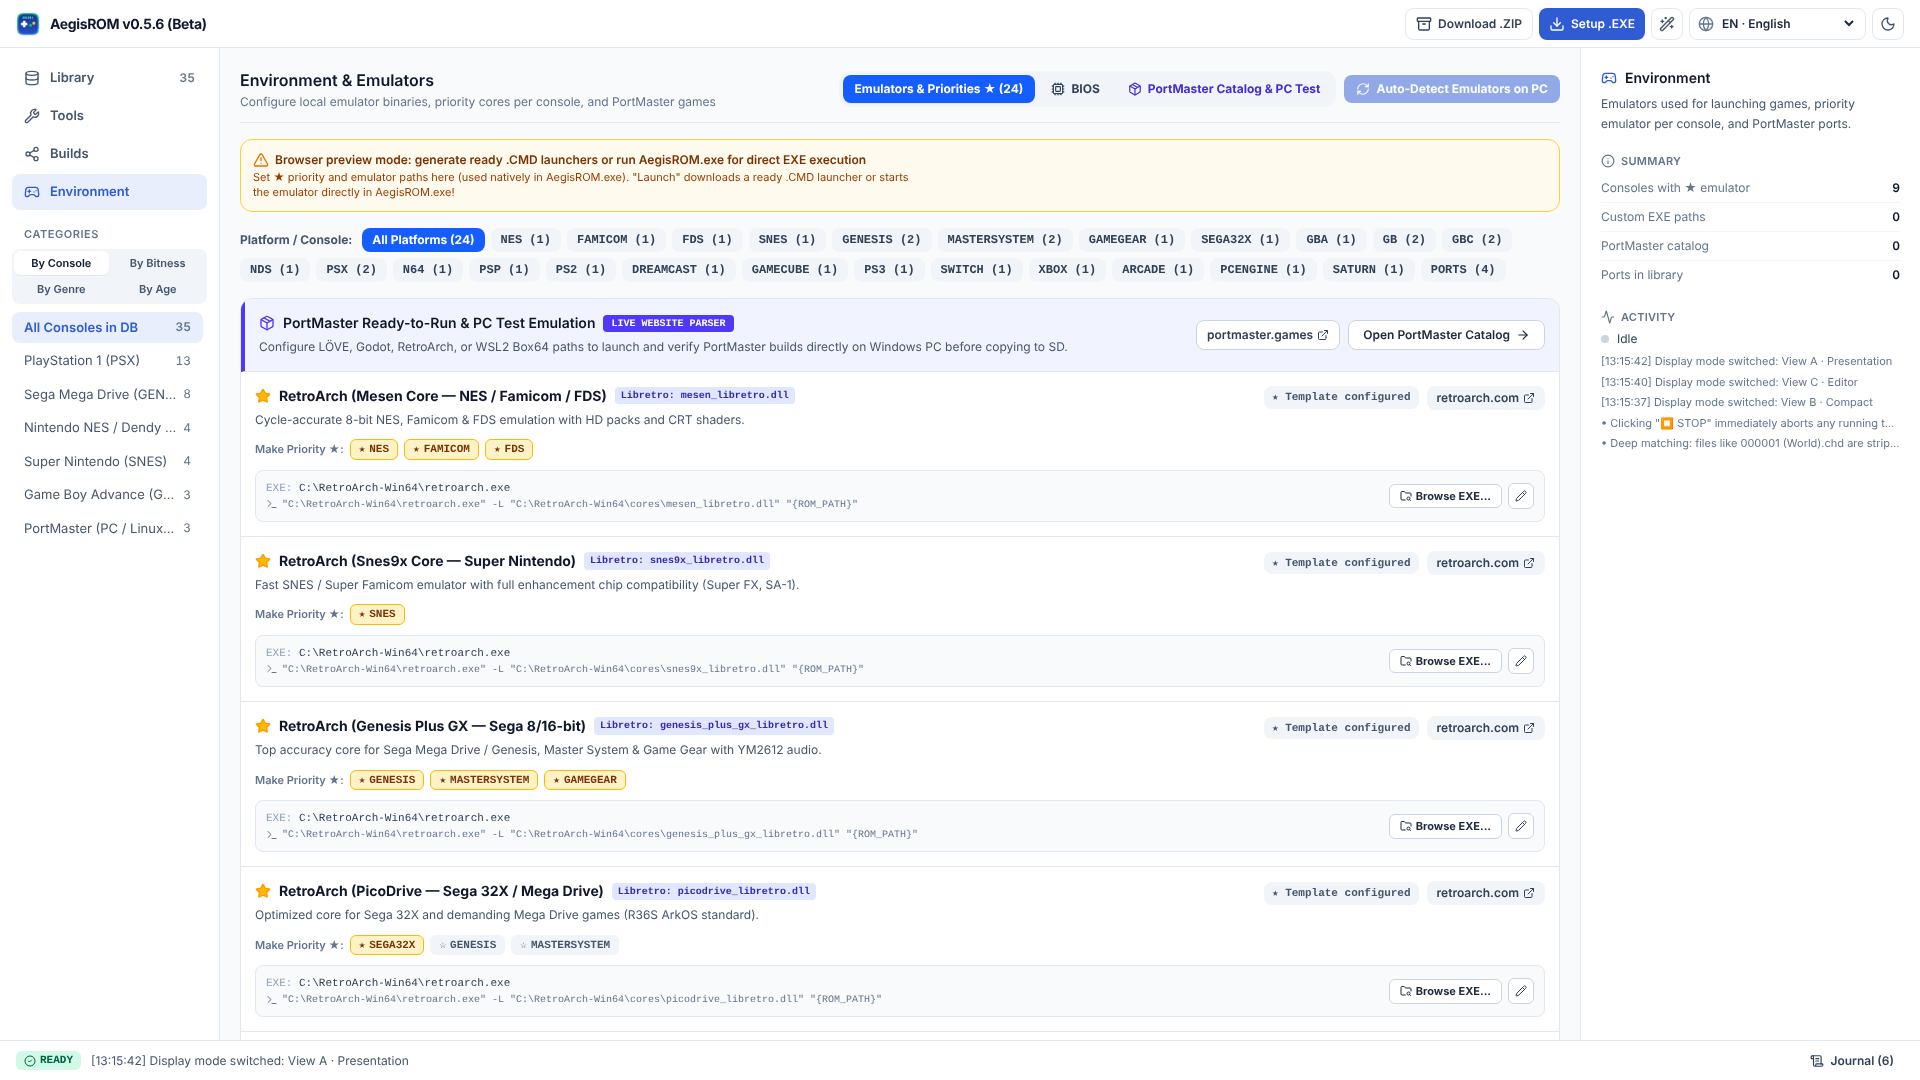 AegisROM v0.5.6 (Beta)
Download .ZIP
Setup .EXE
EN · English
Library 35
Tools
Builds
Environment
CATEGORIES
By Console
By Bitness
By Genre
By Age
All Consoles in DB 35
PlayStation 1 (PSX) 13
Sega Mega Drive (GEN... 8
Nintendo NES / Dendy ... 4
Super Nintendo (SNES) 4
Game Boy Advance (G... 3
PortMaster (PC / Linux... 3
Environment & Emulators
Configure local emulator binaries, priority cores per console, and PortMaster games
Emulators & Priorities ★ (24)
BIOS
PortMaster Catalog & PC Test
Auto-Detect Emulators on PC
Browser preview mode: generate ready .CMD launchers or run AegisROM.exe for direct EXE execution
Set ★ priority and emulator paths here (used natively in AegisROM.exe). "Launch" downloads a ready .CMD launcher or starts
the emulator directly in AegisROM.exe!
Platform / Console: All Platforms (24) NES (1) FAMICOM (1) FDS (1) SNES (1) GENESIS (2) MASTERSYSTEM (2) GAMEGEAR (1) SEGA32X (1) GBA (1) GB (2) GBC (2)
NDS (1) PSX (2) N64 (1) PSP (1) PS2 (1) DREAMCAST (1) GAMECUBE (1) PS3 (1) SWITCH (1) XBOX (1) ARCADE (1) PCENGINE (1) SATURN (1) PORTS (4)
PortMaster Ready-to-Run & PC Test Emulation LIVE WEBSITE PARSER
Configure LÖVE, Godot, RetroArch, or WSL2 Box64 paths to launch and verify PortMaster builds directly on Windows PC before copying to SD.
portmaster.games
Open PortMaster Catalog →
RetroArch (Mesen Core — NES / Famicom / FDS) Libretro: mesen_libretro.dll
★ Template configured retroarch.com
Cycle-accurate 8-bit NES, Famicom & FDS emulation with HD packs and CRT shaders.
Make Priority ★: ★ NES ★ FAMICOM ★ FDS
EXE: C:\RetroArch-Win64\retroarch.exe
>_ "C:\RetroArch-Win64\retroarch.exe" -L "C:\RetroArch-Win64\cores\mesen_libretro.dll" "{ROM_PATH}"
Browse EXE...
RetroArch (Snes9x Core — Super Nintendo) Libretro: snes9x_libretro.dll
★ Template configured retroarch.com
Fast SNES / Super Famicom emulator with full enhancement chip compatibility (Super FX, SA-1).
Make Priority ★: ★ SNES
EXE: C:\RetroArch-Win64\retroarch.exe
>_ "C:\RetroArch-Win64\retroarch.exe" -L "C:\RetroArch-Win64\cores\snes9x_libretro.dll" "{ROM_PATH}"
Browse EXE...
RetroArch (Genesis Plus GX — Sega 8/16-bit) Libretro: genesis_plus_gx_libretro.dll
★ Template configured retroarch.com
Top accuracy core for Sega Mega Drive / Genesis, Master System & Game Gear with YM2612 audio.
Make Priority ★: ★ GENESIS ★ MASTERSYSTEM ★ GAMEGEAR
EXE: C:\RetroArch-Win64\retroarch.exe
>_ "C:\RetroArch-Win64\retroarch.exe" -L "C:\RetroArch-Win64\cores\genesis_plus_gx_libretro.dll" "{ROM_PATH}"
Browse EXE...
RetroArch (PicoDrive — Sega 32X / Mega Drive) Libretro: picodrive_libretro.dll
★ Template configured retroarch.com
Optimized core for Sega 32X and demanding Mega Drive games (R36S ArkOS standard).
Make Priority ★: ★ SEGA32X ☆ GENESIS ☆ MASTERSYSTEM
EXE: C:\RetroArch-Win64\retroarch.exe
>_ "C:\RetroArch-Win64\retroarch.exe" -L "C:\RetroArch-Win64\cores\picodrive_libretro.dll" "{ROM_PATH}"
Browse EXE...
Environment
Emulators used for launching games, priority
emulator per console, and PortMaster ports.
SUMMARY
Consoles with ★ emulator 9
Custom EXE paths 0
PortMaster catalog 0
Ports in library 0
ACTIVITY
Idle
[13:15:42] Display mode switched: View A · Presentation
[13:15:40] Display mode switched: View C · Editor
[13:15:37] Display mode switched: View B · Compact
• Clicking "⏹ STOP" immediately aborts any running t...
• Deep matching: files like 000001 (World).chd are strip...
READY [13:15:42] Display mode switched: View A · Presentation
Journal (6)